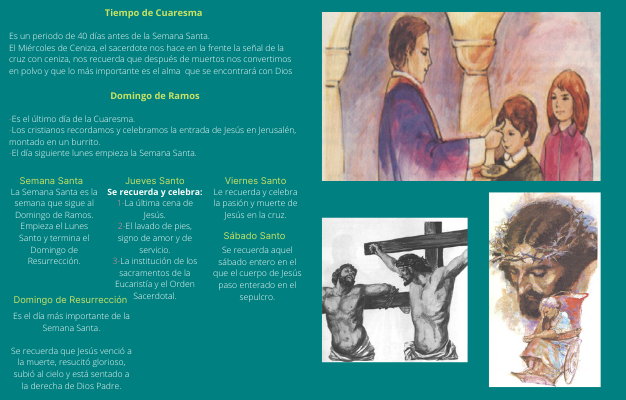 Tiempo de Cuaresma
Es un periodo de 40 días antes de la Semana Santa.
El Miércoles de Ceniza, el sacerdote nos hace en la frente la señal de la
cruz con ceniza, nos recuerda que después de muertos nos convertimos
en polvo y que lo más importante es el alma que se encontrará con Dios
Domingo de Ramos
·Es el último día de la Cuaresma.
·Los cristianos recordamos y celebramos la entrada de Jesús en Jerusalén,
montado en un burrito.
·El día siguiente lunes empieza la Semana Santa.
Semana Santa
La Semana Santa es la
semana que sigue al
Domingo de Ramos.
Empieza el Lunes
Santo y termina el
Domingo de
Resurrección.
Jueves Santo
Se recuerda y celebra:
1·La última cena de
Jesús.
2·El lavado de pies,
signo de amor y de
servicio.
3·La institución de los
sacramentos de la
Eucaristía y el Orden
Sacerdotal.
Viernes Santo
Le recuerda y celebra
la pasión y muerte de
Jesús en la cruz.
Sábado Santo
Se recuerda aquel
sábado entero en el
que el cuerpo de Jesús
paso enterado en el
sepulcro.
Domingo de Resurrección
Es el día más importante de la
Semana Santa.
Se recuerda que Jesús venció a
la muerte, resucitó glorioso,
subió al cielo y está sentado a
la derecha de Dios Padre.